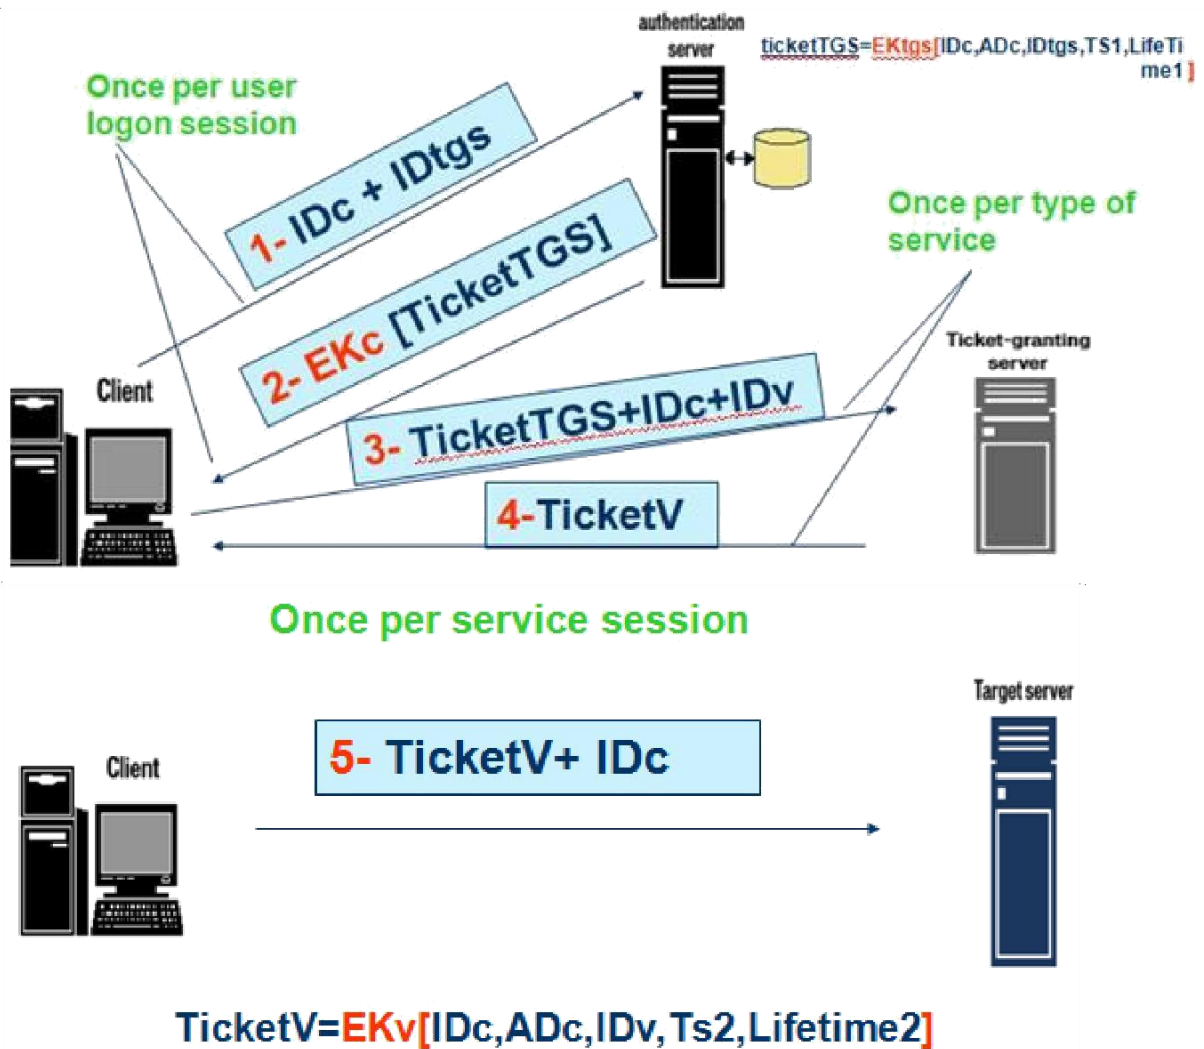 authentication
server
ticketTGS=EKtgs[IDc,ADc,IDtgs,TS1,LifeTi
me1]
Once per user
logon session
1- IDc + IDtgs
2- EKc [TicketTGS]
Once per type of
service
Ticket-granting
server
Client
3- TicketTGS+IDc+IDv
4-TicketV
Once per service session
Target server
5- TicketV+ IDc
Client
TicketV=EKv[IDc,ADc,IDv,Ts2,Lifetime2]